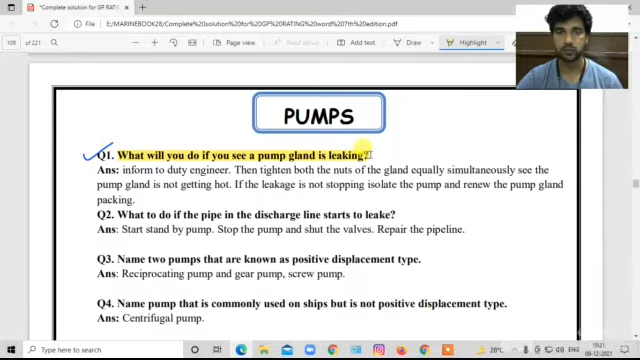 *Complete solution for GP RATIN
File | E:/MARINEBOOK28/Complete%20solution%20for%20GP%20RATING%20word%207th%20edition.pdf
109 of 221
Page view
Read aloud
Add text
Draw
Highlight
Erase
PUMPS
Q1. What will you do if you see a pump gland is leaking?
Ans: inform to duty engineer. Then tighten both the nuts of the gland equally simultaneously see the
pump gland is not getting hot. If the leakage is not stopping isolate the pump and renew the pump gland
packing.
Q2. What to do if the pipe in the discharge line starts to leake?
Ans: Start stand by pump. Stop the pump and shut the valves. Repair the pipeline.
Q3. Name two pumps that are known as positive displacement type.
Ans: Reciprocating pump and gear pump, screw pump.
Q4. Name pump that is commonly used on ships but is not positive displacement type.
Ans: Centrifugal pump.
Type here to search
28°C
ENG
19:21
09-12-2021